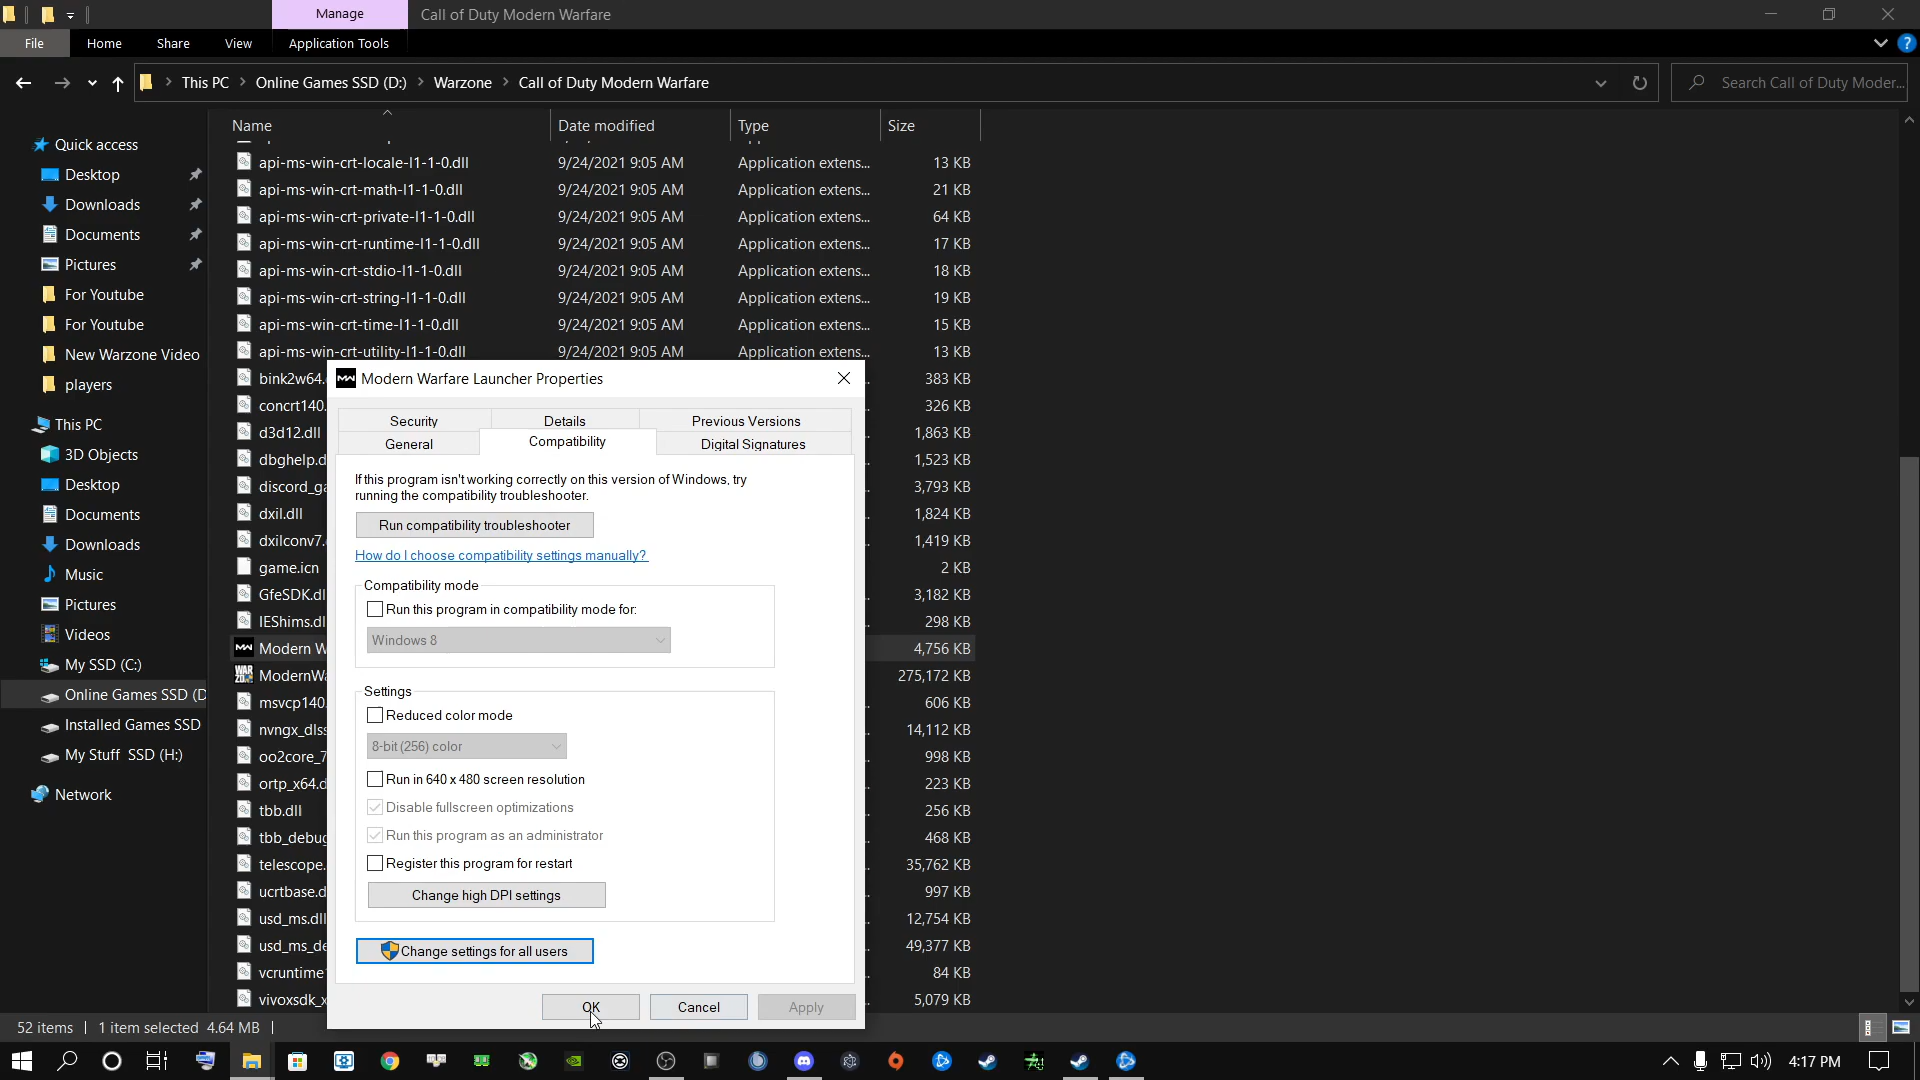 Manage
Call of Duty Modern Warfare
File
Home
Share
View
Application Tools
This PC
Online Games SSD (D:)
Warzone
Call of Duty Modern Warfare
Search Call of Duty Moder...
Name
Date modified
Type
Size
Quick access
Desktop
Downloads
Documents
Pictures
For Youtube
For Youtube
New Warzone Video
players
This PC
3D Objects
Desktop
Documents
Downloads
Music
Pictures
Videos
My SSD (C:)
Online Games SSD (D
Installed Games SSD
My Stuff SSD (H:)
Network
api-ms-win-crt-locale-l1-1-0.dll 9/24/2021 9:05 AM Application extens... 13 KB
api-ms-win-crt-math-l1-1-0.dll 9/24/2021 9:05 AM Application extens... 21 KB
api-ms-win-crt-private-l1-1-0.dll 9/24/2021 9:05 AM Application extens... 64 KB
api-ms-win-crt-runtime-l1-1-0.dll 9/24/2021 9:05 AM Application extens... 17 KB
api-ms-win-crt-stdio-l1-1-0.dll 9/24/2021 9:05 AM Application extens... 18 KB
api-ms-win-crt-string-l1-1-0.dll 9/24/2021 9:05 AM Application extens... 19 KB
api-ms-win-crt-time-l1-1-0.dll 9/24/2021 9:05 AM Application extens... 15 KB
api-ms-win-crt-utility-l1-1-0.dll 9/24/2021 9:05 AM Application extens... 13 KB
bink2w64. 383 KB
concrt140. 326 KB
d3d12.dll 1,863 KB
dbghelp.d 1,523 KB
discord_ga 3,793 KB
dxil.dll 1,824 KB
dxilconv7. 1,419 KB
game.icn 2 KB
GfeSDK.dl 3,182 KB
IEShims.dl 298 KB
Modern W 4,756 KB
ModernWa 275,172 KB
msvcp140. 606 KB
nvngx_dlss 14,112 KB
oo2core_7 998 KB
ortp_x64.d 223 KB
tbb.dll 256 KB
tbb_debug 468 KB
telescope. 35,762 KB
ucrtbase.d 997 KB
usd_ms.dll 12,754 KB
usd_ms_de 49,377 KB
vcruntime 84 KB
vivoxsdk_x 5,079 KB
Modern Warfare Launcher Properties
Security
Details
Previous Versions
General
Compatibility
Digital Signatures
If this program isn't working correctly on this version of Windows, try
running the compatibility troubleshooter.
Run compatibility troubleshooter
How do I choose compatibility settings manually?
Compatibility mode
Run this program in compatibility mode for:
Windows 8
Settings
Reduced color mode
8-bit (256) color
Run in 640 x 480 screen resolution
Disable fullscreen optimizations
Run this program as an administrator
Register this program for restart
Change high DPI settings
Change settings for all users
OK
Cancel
Apply
52 items
1 item selected 4.64 MB
4:17 PM